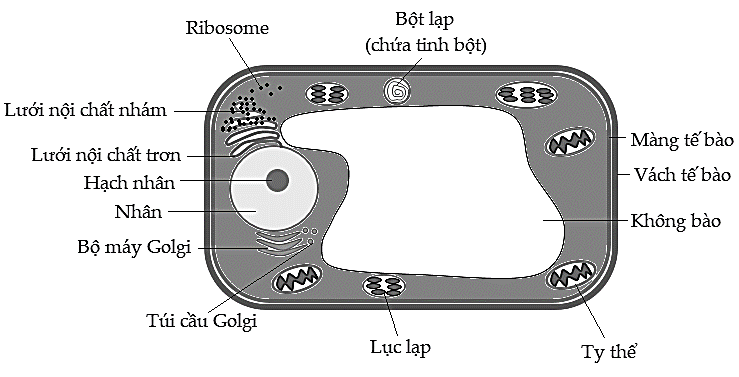 Ribosome
Bột lạp
(chứa tinh bột)
Lưới nội chất nhám
Lưới nội chất trơn
Hạch nhân
Nhân
Bộ máy Golgi
Túi cầu Golgi
Lục lạp
Màng tế bào
Vách tế bào
Không bào
Ty thể